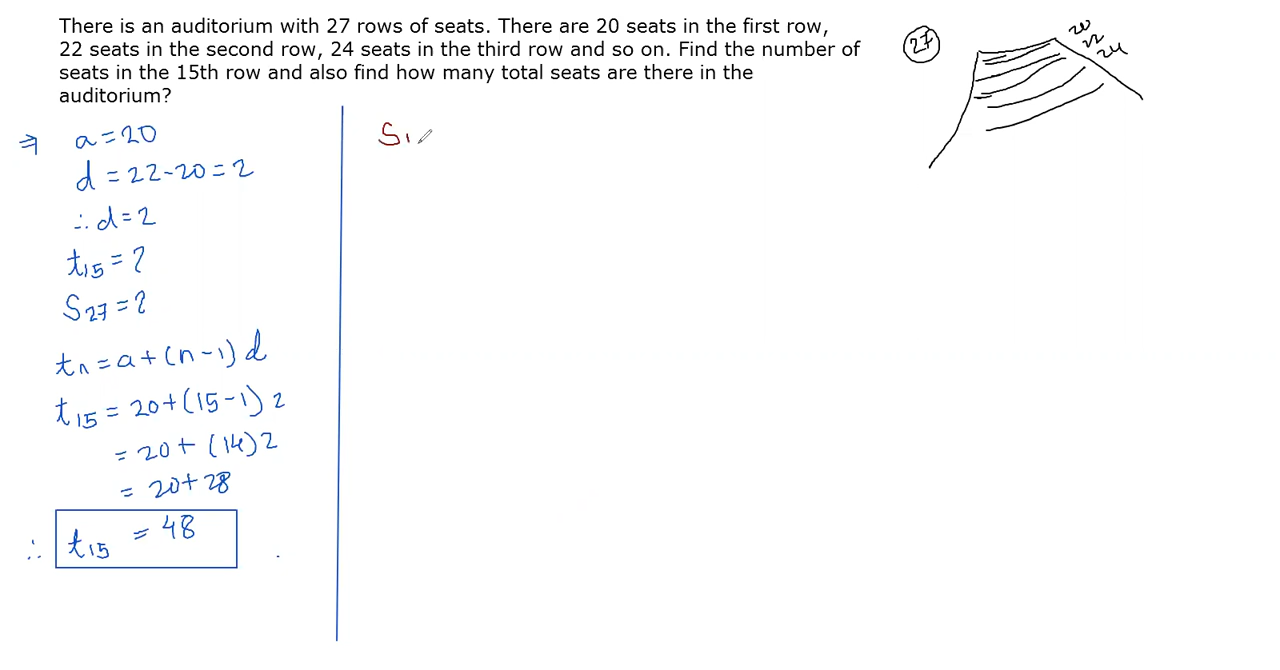 There is an auditorium with 27 rows of seats. There are 20 seats in the first row,
22 seats in the second row, 24 seats in the third row and so on. Find the number of
seats in the 15th row and also find how many total seats are there in the
auditorium?
27
20
22
24
⇒ a = 20
d = 22-20 = 2
∴ d = 2
t15 = ?
S27 = ?
tn = a + (n-1) d
t15 = 20 + (15-1) 2
= 20 + (14) 2
= 20 + 28
∴ t15 = 48
S